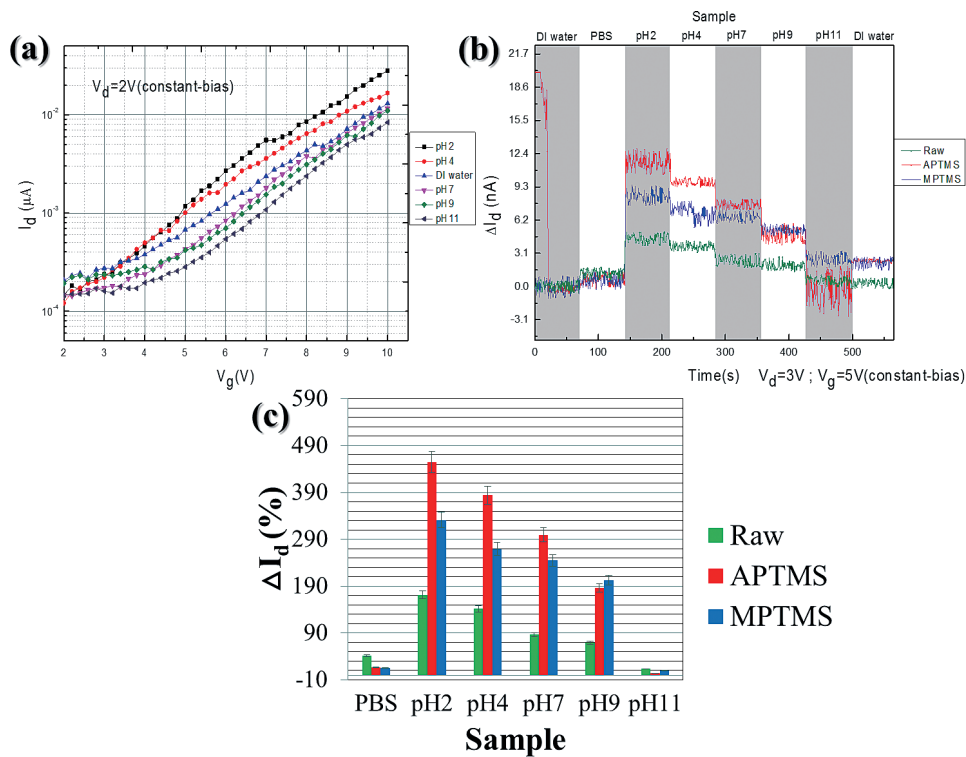 (a)
V_d=2V(constant-bias)
I_d (μA)
10^-2
10^-3
10^-4
2 3 4 5 6 7 8 9 10
V_g(V)
pH 2
pH 4
DI water
pH 7
pH 9
pH 11
(b)
Sample
DI water PBS pH2 pH4 pH7 pH9 pH11 DI water
ΔI_d (nA)
21.7
18.6
15.5
12.4
9.3
6.2
3.1
0.0
-3.1
0 100 200 300 400 500
Time(s) V_d=3V ; V_g=5V(constant-bias)
Raw
APTMS
MPTMS
(c)
ΔI_d (%)
590
490
390
290
190
90
-10
PBS pH2 pH4 pH7 pH9 pH11
Sample
Raw
APTMS
MPTMS